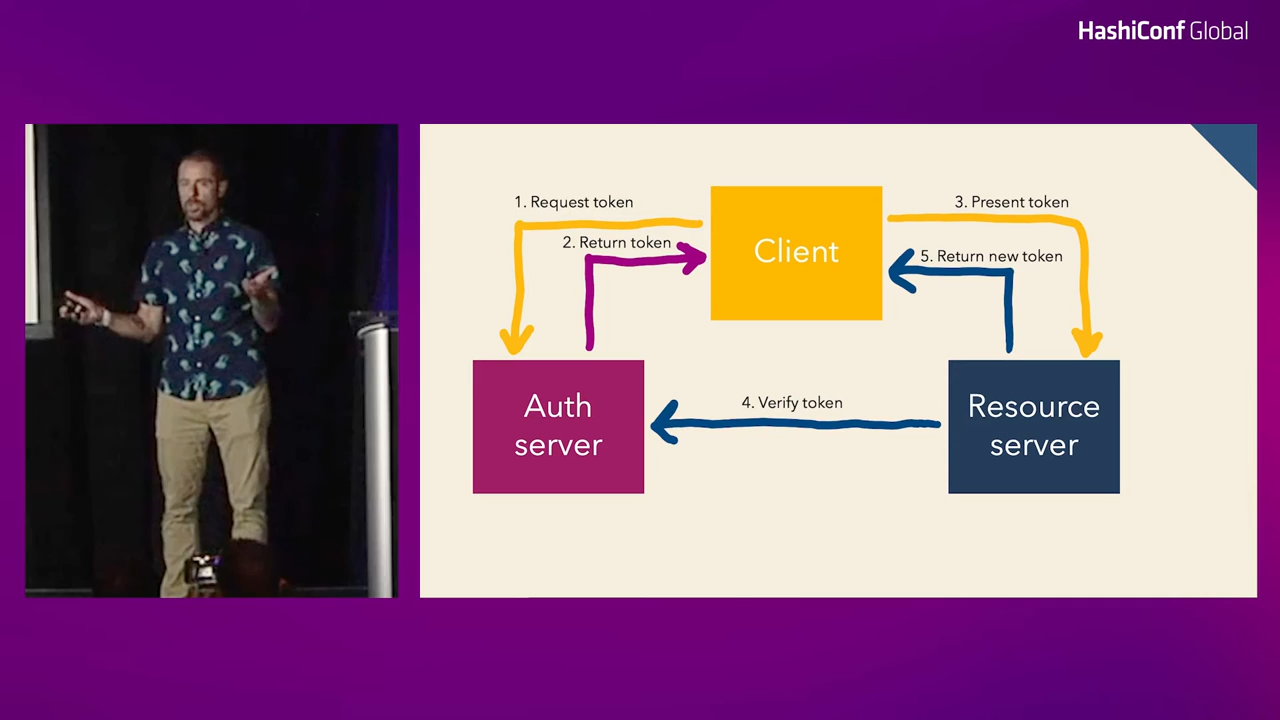 HashiConf Global
1. Request token
2. Return token
Client
3. Present token
5. Return new token
Auth
server
4. Verify token
Resource
server